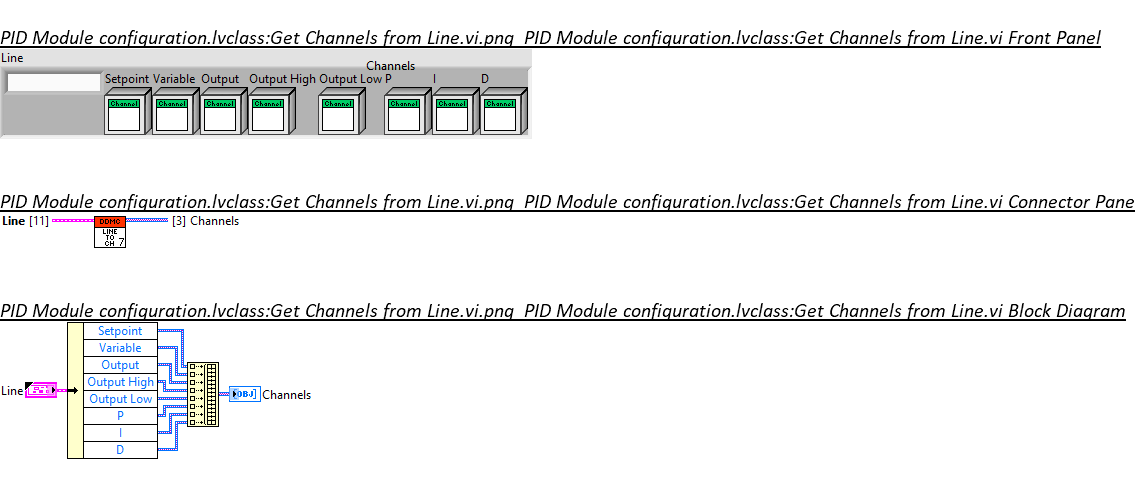 PID Module configuration.lvclass:Get Channels from Line.vi.png PID Module configuration.lvclass:Get Channels from Line.vi Front Panel
Line
Channels
Setpoint Variable Output Output High Output Low P I D
Channel Channel Channel Channel Channel Channel Channel Channel
PID Module configuration.lvclass:Get Channels from Line.vi.png PID Module configuration.lvclass:Get Channels from Line.vi Connector Pane
Line [11] [3] Channels
DDMC
LINE
TO
CH 7
PID Module configuration.lvclass:Get Channels from Line.vi.png PID Module configuration.lvclass:Get Channels from Line.vi Block Diagram
Setpoint
Variable
Output
Output High
Output Low
P
I
D
Line
OBJ
Channels